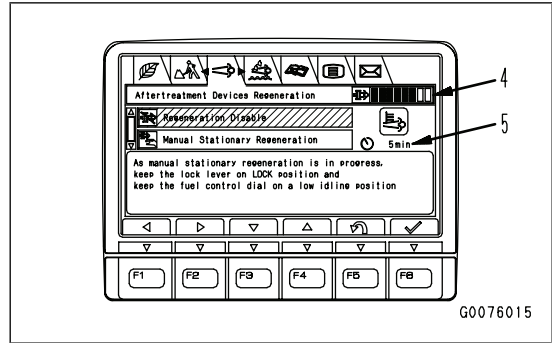 4
Aftertreatment Devices Regeneration
Regeneration Disable
Manual Stationary Regeneration
5min
5
As manual stationary regeneration is in progress,
keep the lock lever on LOCK position and
keep the fuel control dial on a low idling position
F1 F2 F3 F4 F5 F6
G0076015